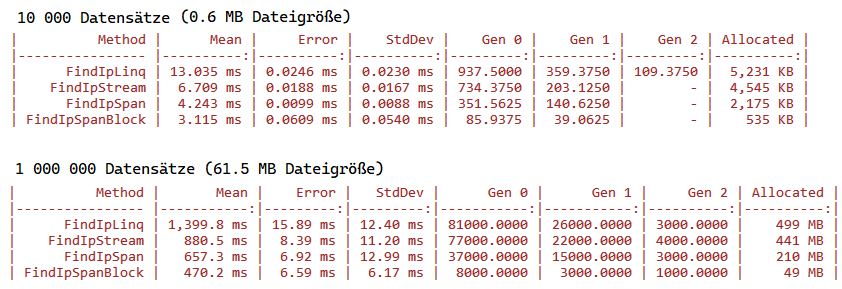 10 000 Datensätze (0.6 MB Dateigröße)
| Method | Mean | Error | StdDev | Gen 0 | Gen 1 | Gen 2 | Allocated |
|---------------- |----------:|----------:|----------:|---------:|---------:|---------:|----------:|
| FindIpLinq | 13.035 ms | 0.0246 ms | 0.0230 ms | 937.5000 | 359.3750 | 109.3750 | 5,231 KB |
| FindIpStream | 6.709 ms | 0.0188 ms | 0.0167 ms | 734.3750 | 203.1250 | - | 4,545 KB |
| FindIpSpan | 4.243 ms | 0.0099 ms | 0.0088 ms | 351.5625 | 140.6250 | - | 2,175 KB |
| FindIpSpanBlock | 3.115 ms | 0.0609 ms | 0.0540 ms | 85.9375 | 39.0625 | - | 535 KB |
1 000 000 Datensätze (61.5 MB Dateigröße)
| Method | Mean | Error | StdDev | Gen 0 | Gen 1 | Gen 2 | Allocated |
|---------------- |-----------:|---------:|---------:|-----------:|-----------:|----------:|----------:|
| FindIpLinq | 1,399.8 ms | 15.89 ms | 12.40 ms | 81000.0000 | 26000.0000 | 3000.0000 | 499 MB |
| FindIpStream | 880.5 ms | 8.39 ms | 11.20 ms | 77000.0000 | 22000.0000 | 4000.0000 | 441 MB |
| FindIpSpan | 657.3 ms | 6.92 ms | 12.99 ms | 37000.0000 | 15000.0000 | 3000.0000 | 210 MB |
| FindIpSpanBlock | 470.2 ms | 6.59 ms | 6.17 ms | 8000.0000 | 3000.0000 | 1000.0000 | 49 MB |